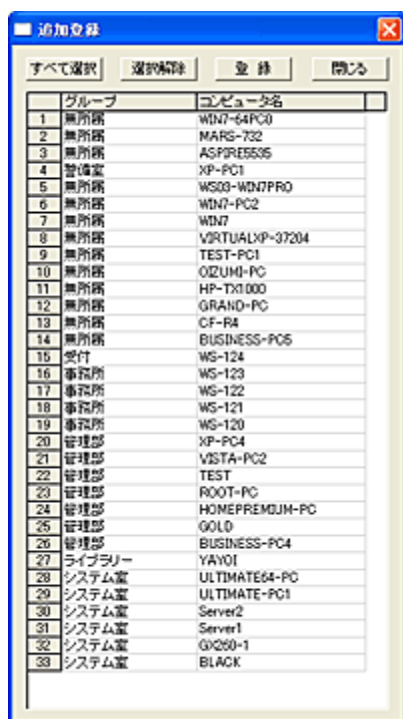 追加登録
すべて選択 選択解除 登 録 閉じる
グループ コンピュータ名
1 無所属 WIN7-64PC0
2 無所属 MARS-732
3 無所属 ASPIRE5535
4 警備室 XP-PC1
5 無所属 WS03-WIN7PRO
6 無所属 WIN7-PC2
7 無所属 WIN7
8 無所属 VIRTUALXP-37204
9 無所属 TEST-PC1
10 無所属 OIZUMI-PC
11 無所属 HP-TX1000
12 無所属 GRAND-PC
13 無所属 CF-R4
14 無所属 BUSINESS-PC5
15 受付 WS-124
16 事務所 WS-123
17 事務所 WS-122
18 事務所 WS-121
19 事務所 WS-120
20 管理部 XP-PC4
21 管理部 VISTA-PC2
22 管理部 TEST
23 管理部 ROOT-PC
24 管理部 HOMEPREMIUM-PC
25 管理部 GOLD
26 管理部 BUSINESS-PC4
27 ライブラリー YAYOI
28 システム室 ULTIMATE64-PC
29 システム室 ULTIMATE-PC1
30 システム室 Server2
31 システム室 Server1
32 システム室 GX260-1
33 システム室 BLACK